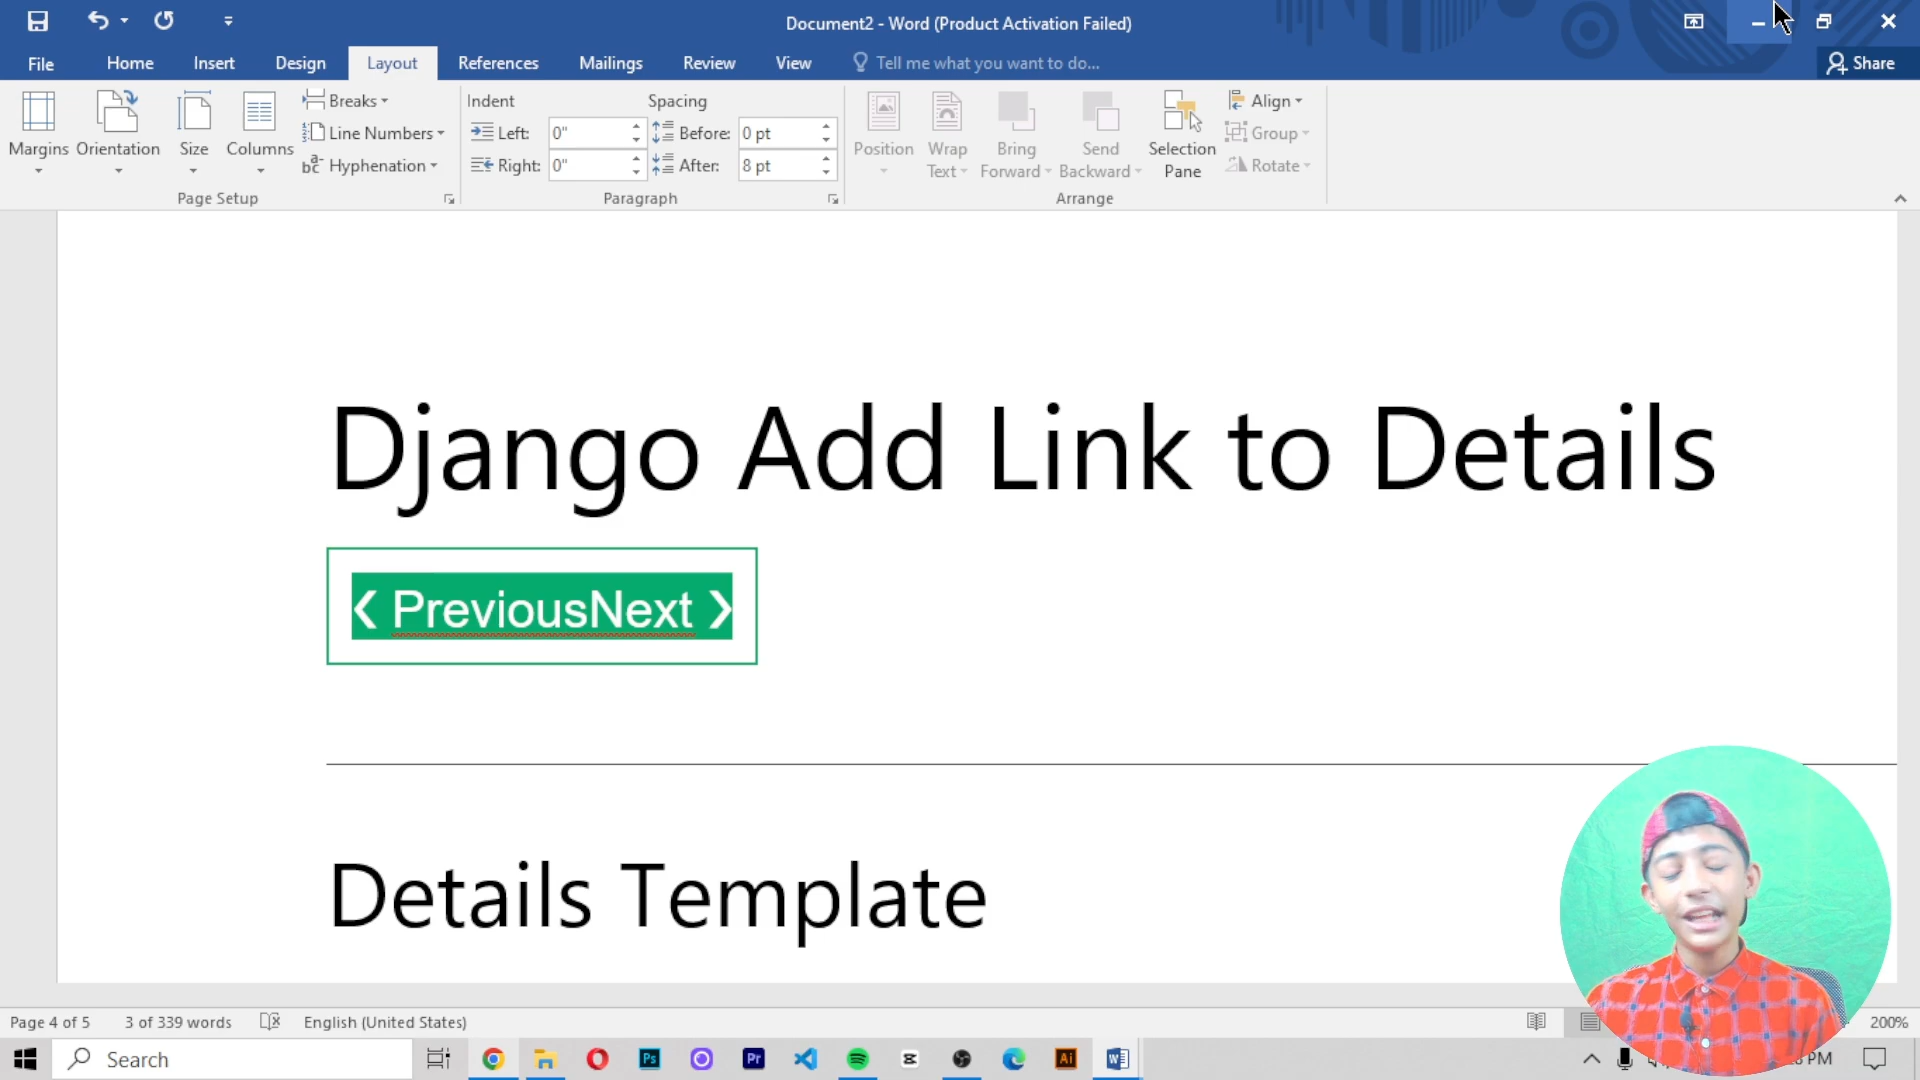 Document2 - Word (Product Activation Failed)
File Home Insert Design Layout References Mailings Review View Tell me what you want to do... Share
Margins Orientation Size Columns
Breaks
Line Numbers
Hyphenation
Page Setup
Indent Spacing
Left: 0" Before: 0 pt
Right: 0" After: 8 pt
Paragraph
Position Wrap Text Bring Forward Send Backward Selection Pane
Align
Group
Rotate
Arrange
Django Add Link to Details
❮ PreviousNext ❯
Details Template
Page 4 of 5 3 of 339 words English (United States) 200%
Search
PM